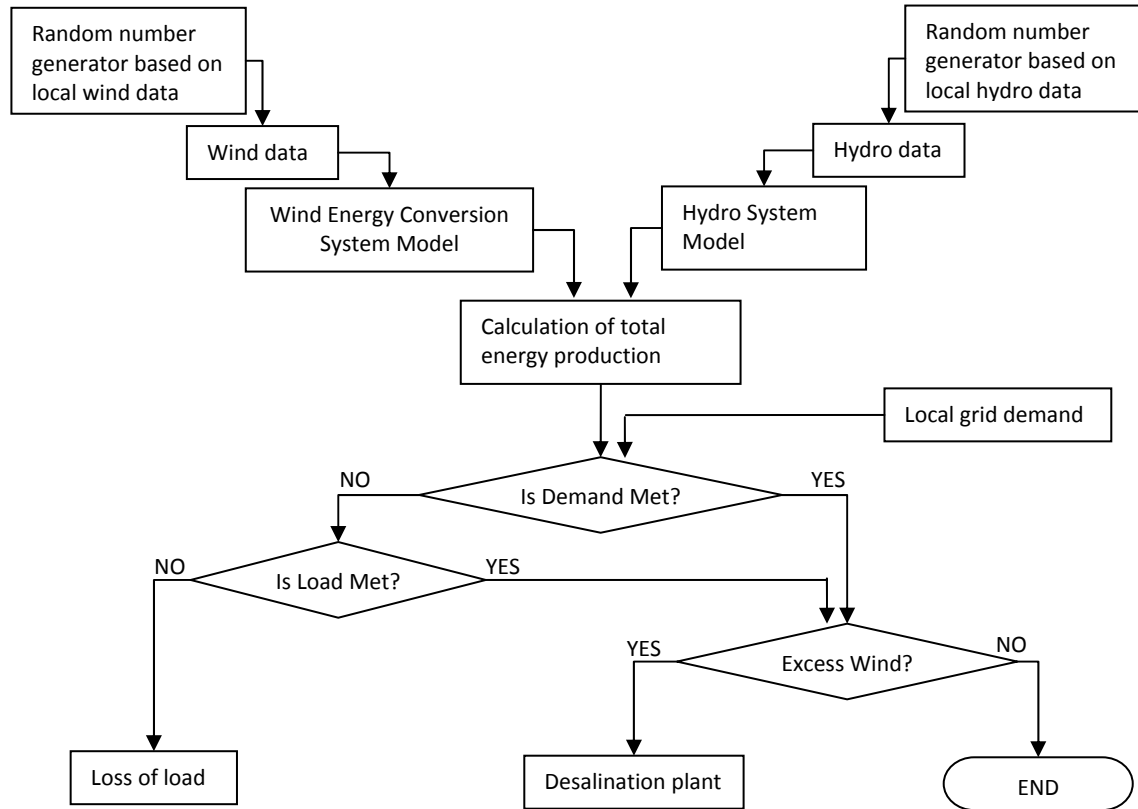 Random number
generator based on
local wind data
Random number
generator based on
local hydro data
Wind data
Hydro data
Wind Energy Conversion
System Model
Hydro System
Model
Calculation of total
energy production
Local grid demand
NO
YES
Is Demand Met?
NO
YES
Is Load Met?
YES
NO
Excess Wind?
Loss of load
Desalination plant
END